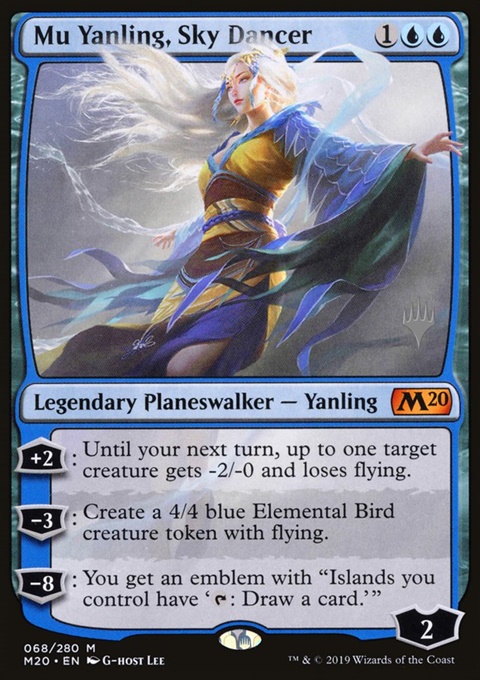 Mu Yanling, Sky Dancer 1
Legendary Planeswalker — Yanling M20
+2 : Until your next turn, up to one target
creature gets -2/-0 and loses flying.
-3 : Create a 4/4 blue Elemental Bird
creature token with flying.
-8 : You get an emblem with “Islands you
control have ‘ : Draw a card.’”
2
068/280 M
M20 • EN G-host Lee ™ & © 2019 Wizards of the Coast